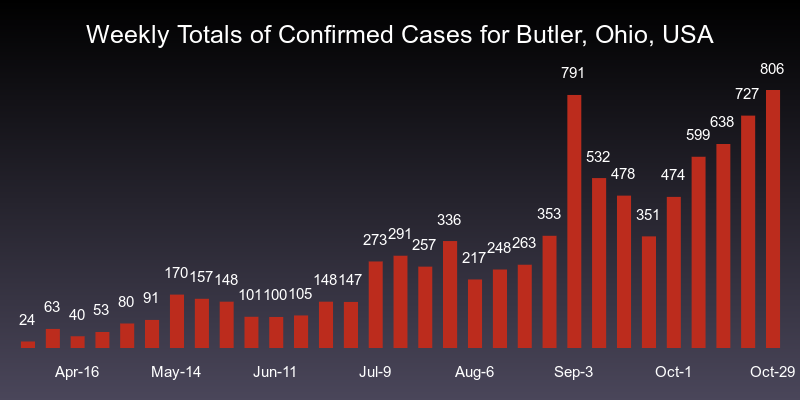 Weekly Totals of Confirmed Cases for Butler, Ohio, USA
24 63 40 53 80 91 170 157 148 101 100 105 148 147 273 291 257 336 217 248 263 353 791 532 478 351 474 599 638 727 806
Apr-16 May-14 Jun-11 Jul-9 Aug-6 Sep-3 Oct-1 Oct-29